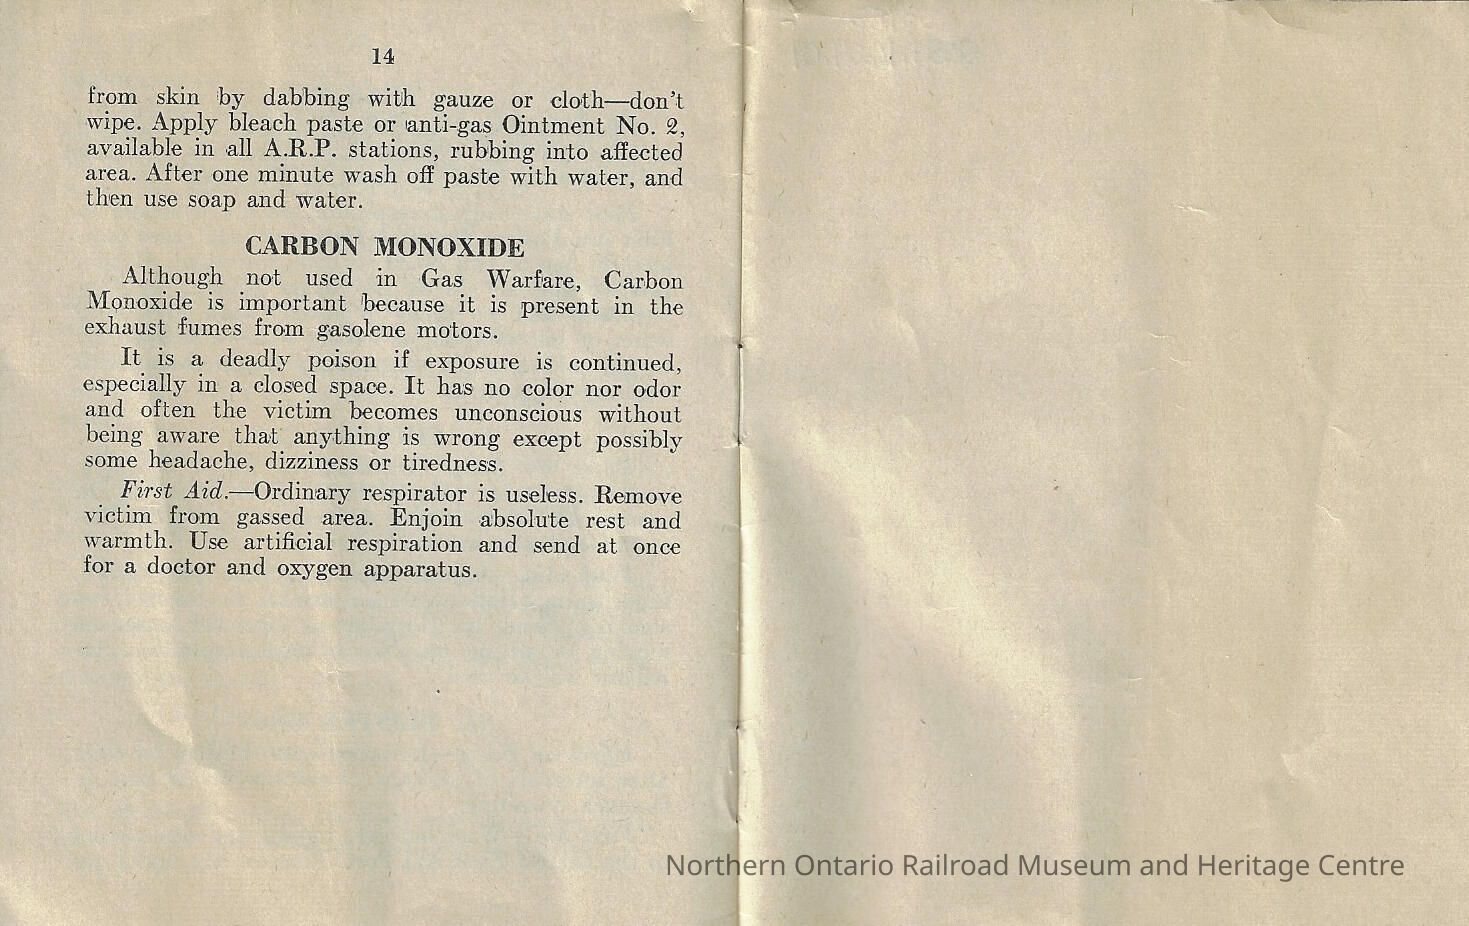 14
from skin by dabbing with gauze or cloth—don't
wipe. Apply bleach paste or anti-gas Ointment No. 2,
available in all A.R.P. stations, rubbing into affected
area. After one minute wash off paste with water, and
then use soap and water.
CARBON MONOXIDE
Although not used in Gas Warfare, Carbon
Monoxide is important because it is present in the
exhaust fumes from gasolene motors.
It is a deadly poison if exposure is continued,
especially in a closed space. It has no color nor odor
and often the victim becomes unconscious without
being aware that anything is wrong except possibly
some headache, dizziness or tiredness.
First Aid.—Ordinary respirator is useless. Remove
victim from gassed area. Enjoin absolute rest and
warmth. Use artificial respiration and send at once
for a doctor and oxygen apparatus.
Northern Ontario Railroad Museum and Heritage Centre